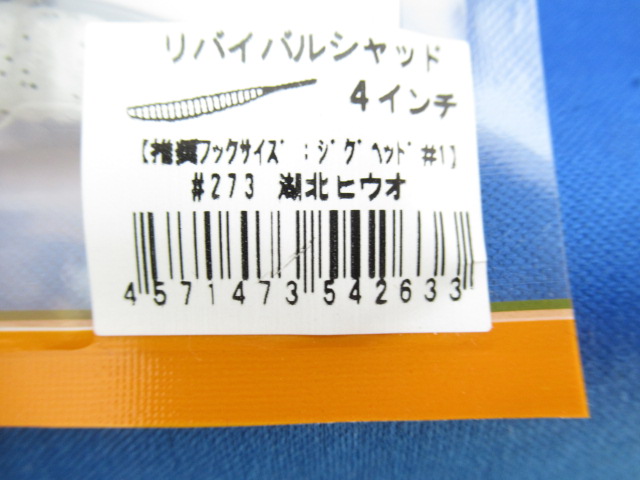 リバイバルシャッド
4インチ
【推奨フックサイズ：ジグヘッド#1】
#273 湖北ヒウオ
4571473542633